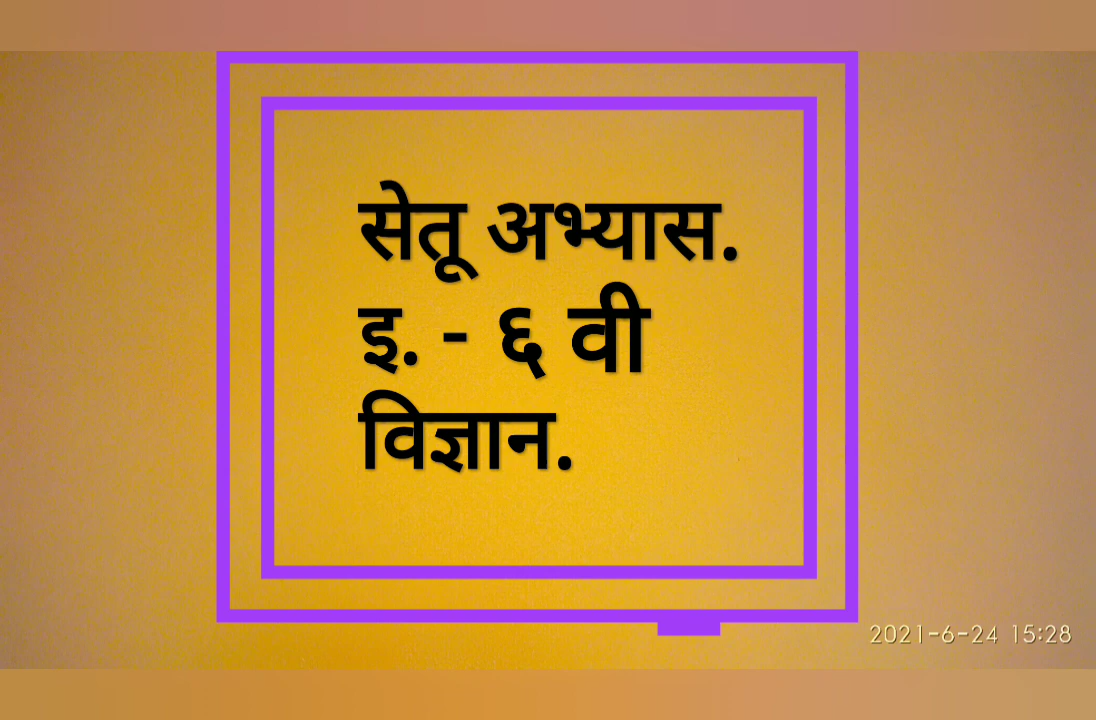 सेतू अभ्यास.
इ. - ६ वी
विज्ञान.
2021-6-24 15:28